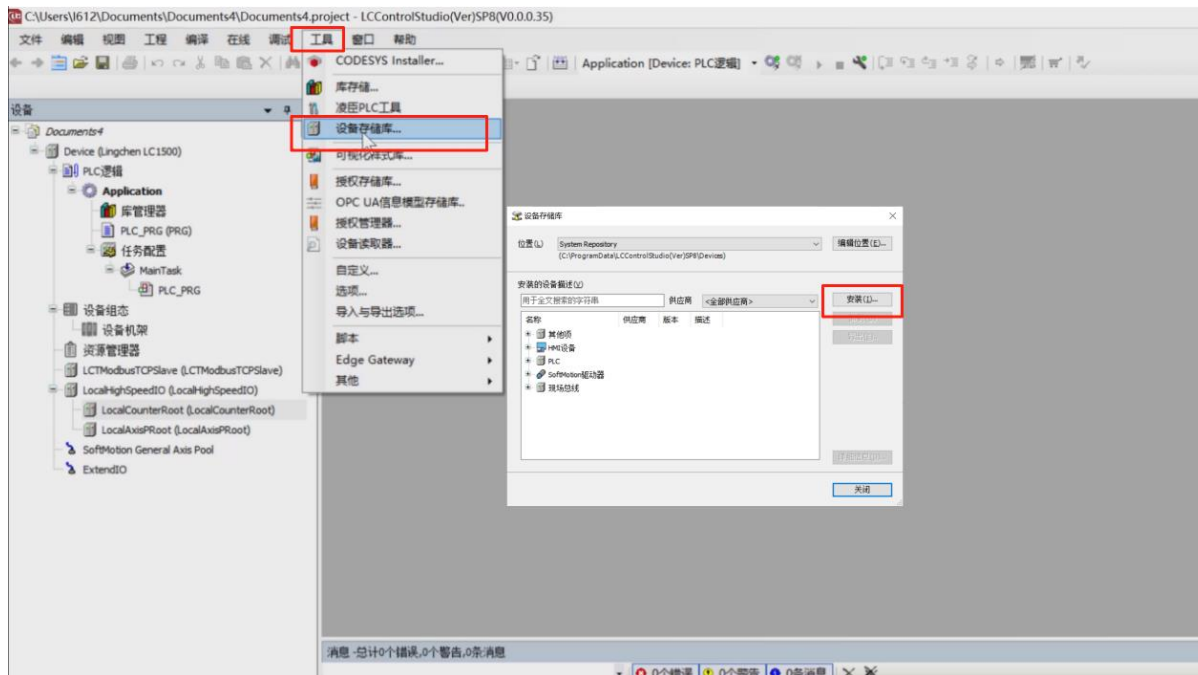 C:\Users\l612\Documents\Documents4\Documents4.project - LCControlStudio(Ver)SP8(V0.0.0.35)
文件 编辑 视图 工程 编译 在线 调试 工具 窗口 帮助
Application [Device: PLC逻辑]
设备
Documents4
Device (Lingchen LC1500)
PLC逻辑
Application
库管理器
PLC_PRG (PRG)
任务配置
MainTask
PLC_PRG
设备组态
设备机架
资源管理器
LCTModbusTCPSlave (LCTModbusTCPSlave)
LocalHighSpeedIO (LocalHighSpeedIO)
LocalCounterRoot (LocalCounterRoot)
LocalAxisPRoot (LocalAxisPRoot)
SoftMotion General Axis Pool
ExtendIO
CODESYS Installer...
库存储...
凌臣PLC工具
设备存储库...
可视化样式库...
授权存储库...
OPC UA信息模型存储库..
授权管理器...
设备读取器...
自定义...
选项...
导入与导出选项...
脚本
Edge Gateway
其他
设备存储库
位置(L) System Repository 编辑位置(E)...
(C:\ProgramData\LCControlStudio(Ver)SP8\Devices)
安装的设备描述(V)
用于全文搜索的字符串 供应商 <全部供应商> 安装(I)...
名称 供应商 版本 描述
其他项
HMI设备
PLC
SoftMotion驱动器
现场总线
关闭
消息 -总计0个错误,0个警告,0条消息
0个错误 0个警告 0条消息